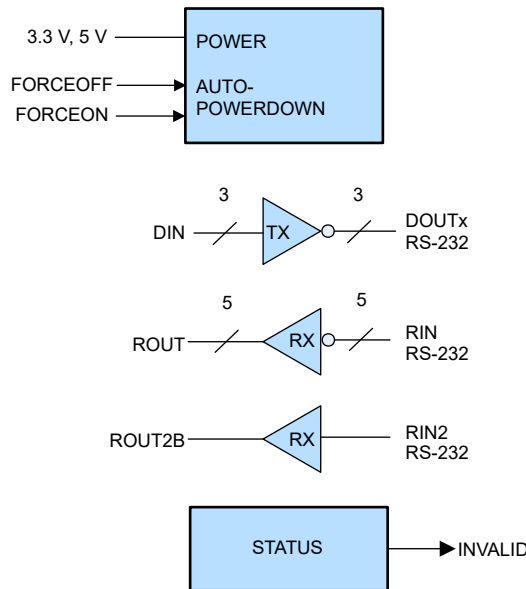 3.3 V, 5 V
POWER
FORCEOFF
AUTO-
FORCEON
POWERDOWN
3
3
DIN
TX
DOUTx
RS-232
5
5
ROUT
RX
RIN
RS-232
ROUT2B
RX
RIN2
RS-232
STATUS
INVALID